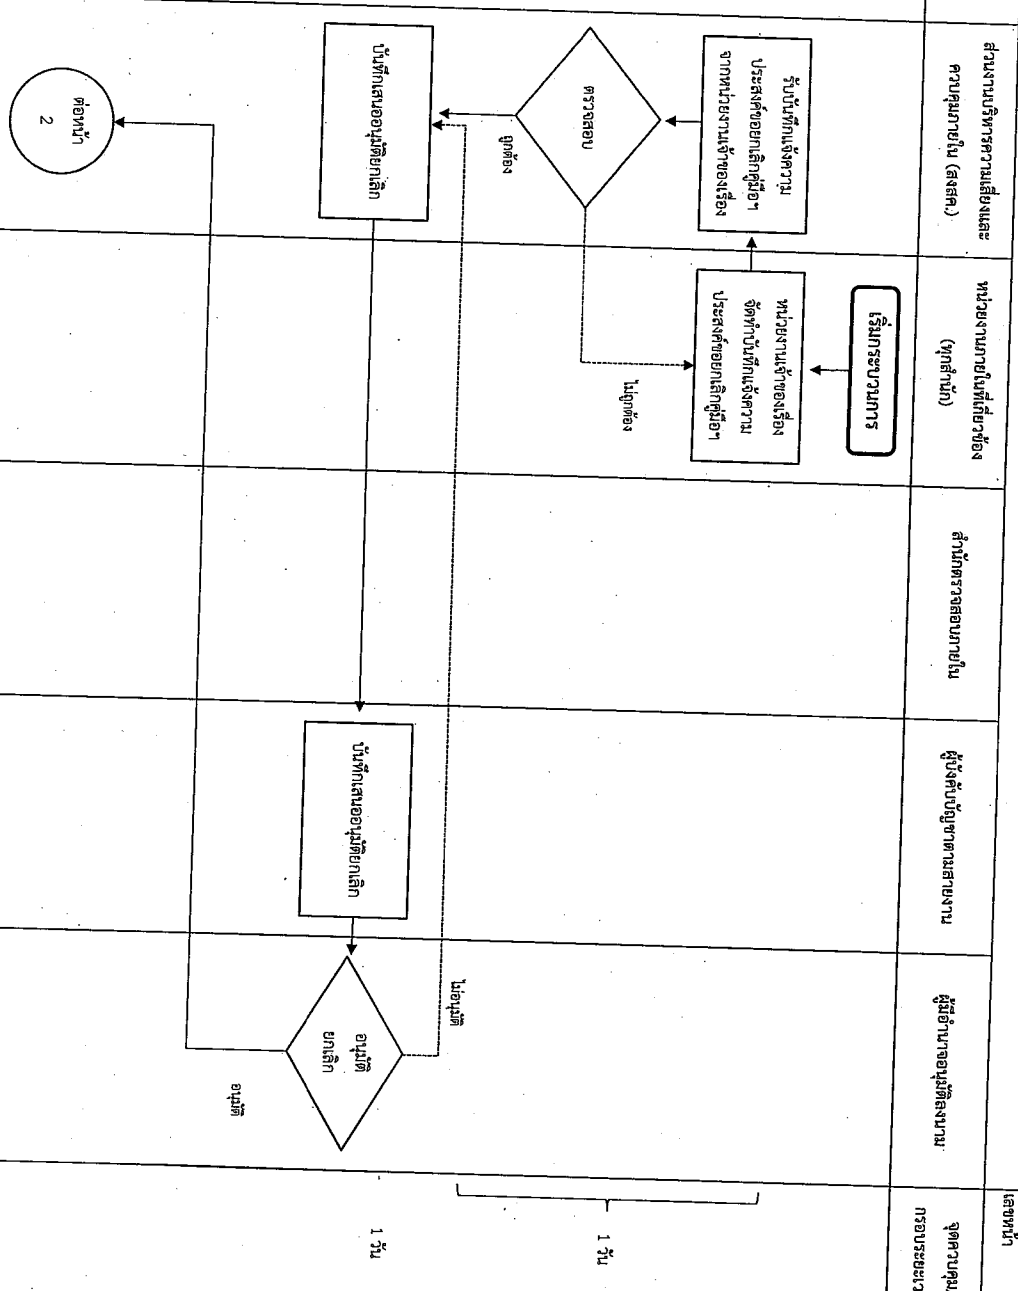 เลขหน้า
ส่วนงานบริหารความเสี่ยงและ
ควบคุมภายใน (สงสค.)
หน่วยงานภายในที่เกี่ยวข้อง
(ทุกสำนัก)
สำนักตรวจสอบภายใน
ผู้บังคับบัญชาตามสายงาน
ผู้มีอำนาจอนุมัติลงนาม
จุดควบคุม
กรอบระยะเว
เริ่มกระบวนการ
หน่วยงานเจ้าของเรื่อง
จัดทำบันทึกแจ้งความ
ประสงค์ขอยกเลิกคู่มือฯ
รับบันทึกแจ้งความ
ประสงค์ขอยกเลิกคู่มือฯ
จากหน่วยงานเจ้าของเรื่อง
ตรวจสอบ
ไม่ถูกต้อง
ถูกต้อง
1 วัน
บันทึกเสนออนุมัติยกเลิก
บันทึกเสนออนุมัติยกเลิก
อนุมัติ
ยกเลิก
ไม่อนุมัติ
1 วัน
อนุมัติ
ต่อหน้า
2